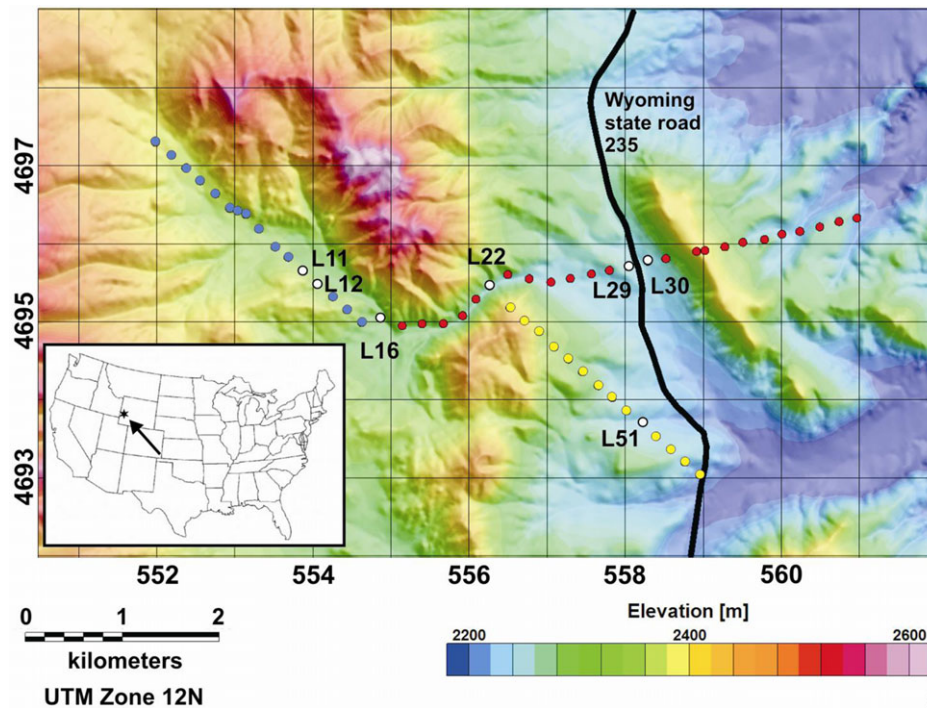 Wyoming
state road
235
4697
L11
L22
L12
L29
L30
4695
L16
L51
4693
552
554
556
558
560
0
1
2
kilometers
UTM Zone 12N
Elevation [m]
2200
2400
2600